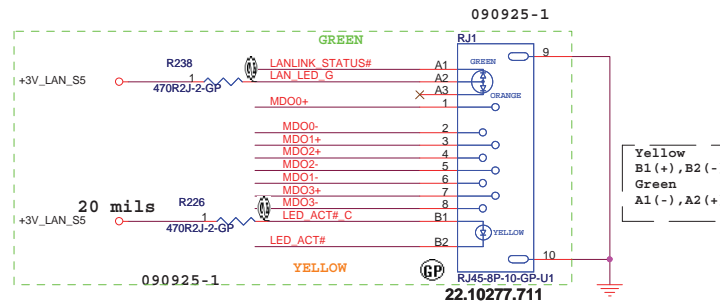 090925-1
GREEN
RJ1
R238
LANLINK_STATUS#
A1
GREEN
9
+3V_LAN_S5
1
LAN_LED_G
A2
470R2J-2-GP
A3
ORANGE
MDO0+
1
MDO0-
2
MDO1+
3
MDO2+
4
MDO2-
5
MDO1-
6
MDO3+
7
MDO3-
8
Yellow
B1(+),B2(-
Green
A1(-),A2(+
20 mils
R226
LED_ACT#_C
B1
+3V_LAN_S5
1
470R2J-2-GP
YELLOW
LED_ACT#
B2
10
YELLOW
GP
090925-1
RJ45-8P-10-GP-U1
22.10277.711